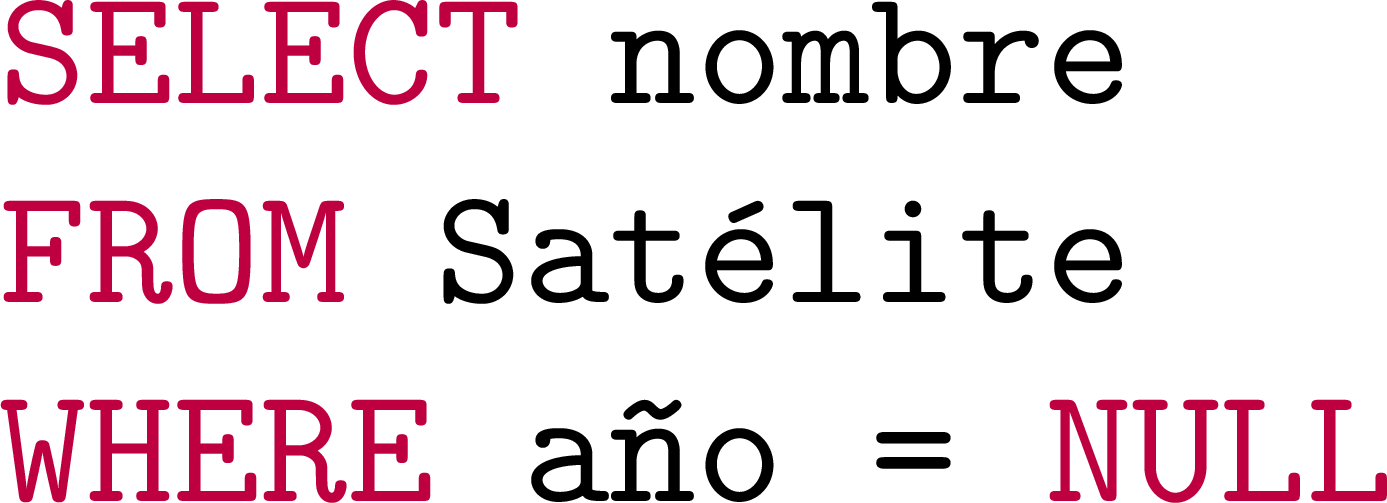 SELECT nombre
FROM Satélite
WHERE año = NULL